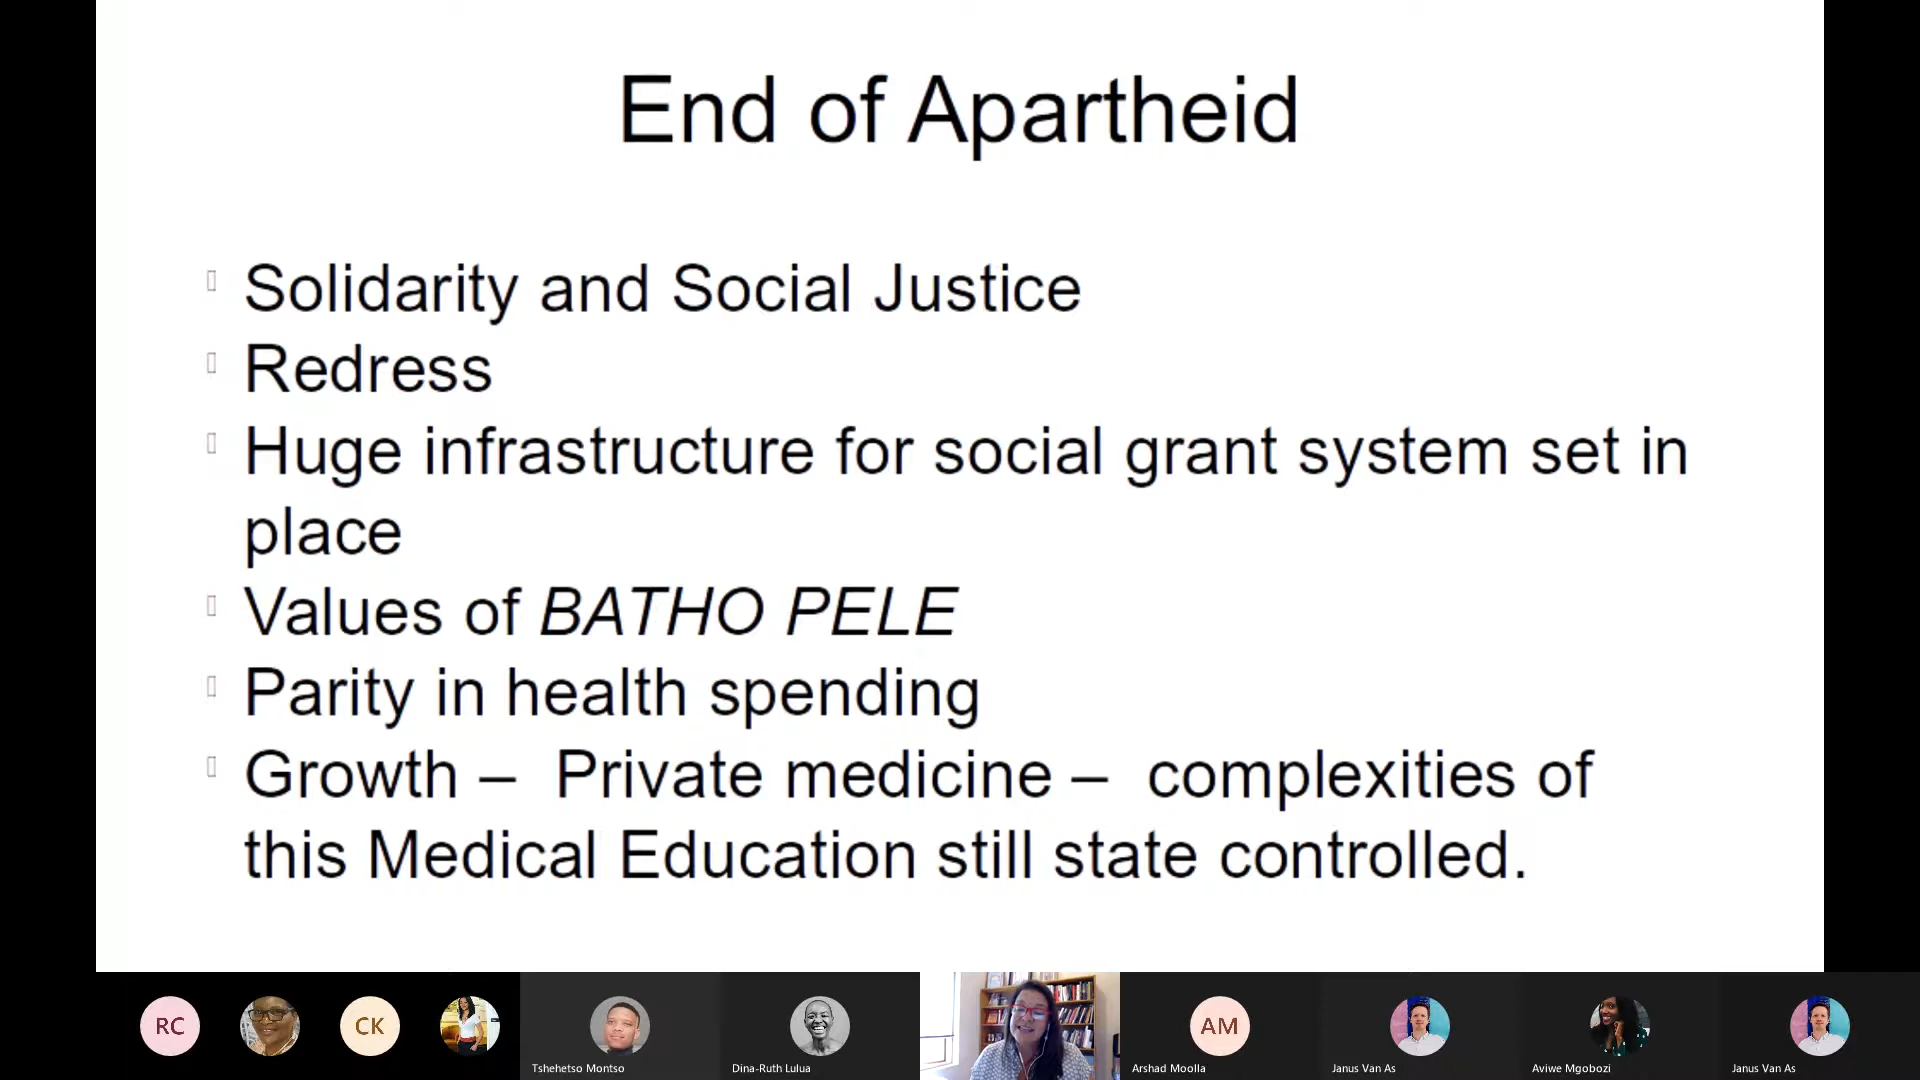 End of Apartheid
Solidarity and Social Justice
Redress
Huge infrastructure for social grant system set in
place
Values of BATHO PELE
Parity in health spending
Growth –  Private medicine –  complexities of
this Medical Education still state controlled.
RC
CK
AM
Tshehetso Montso
Dina-Ruth Lulua
Arshad Moolla
Janus Van As
Aviwe Mgobozi
Janus Van As